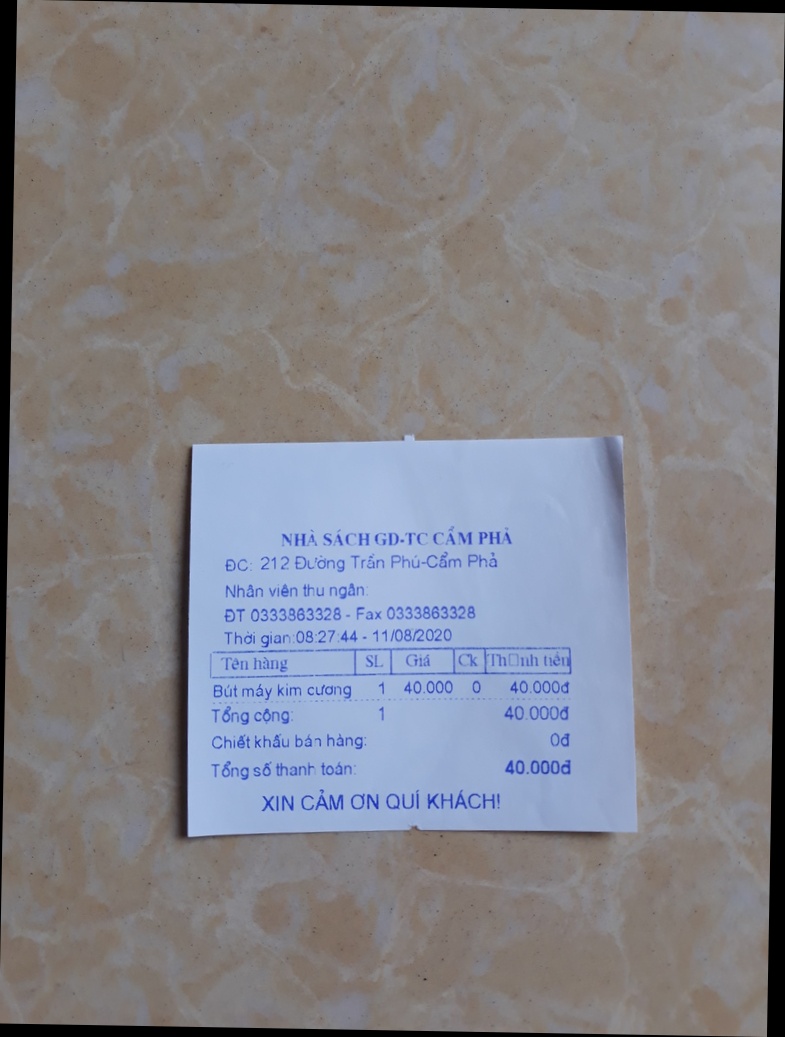 NHÀ SÁCH GD-TC CẨM PHẢ
ĐC: 212 Đường Trần Phú-Cẩm Phả
Nhân viên thu ngân:
ĐT 0333863328 - Fax 0333863328
Thời gian:08:27:44 - 11/08/2020
Tên hàng SL Giá Ck Th□nh tiền
Bút máy kim cương 1 40.000 0 40.000đ
Tổng cộng: 1 40.000đ
Chiết khấu bán hàng: 0đ
Tổng số thanh toán: 40.000đ
XIN CẢM ƠN QUÍ KHÁCH!